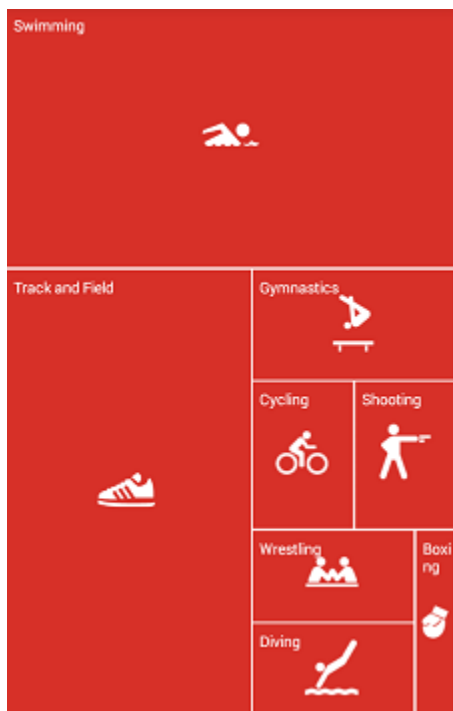 Swimming
Track and Field
Gymnastics
Cycling
Shooting
Wrestling
Boxi
ng
Diving